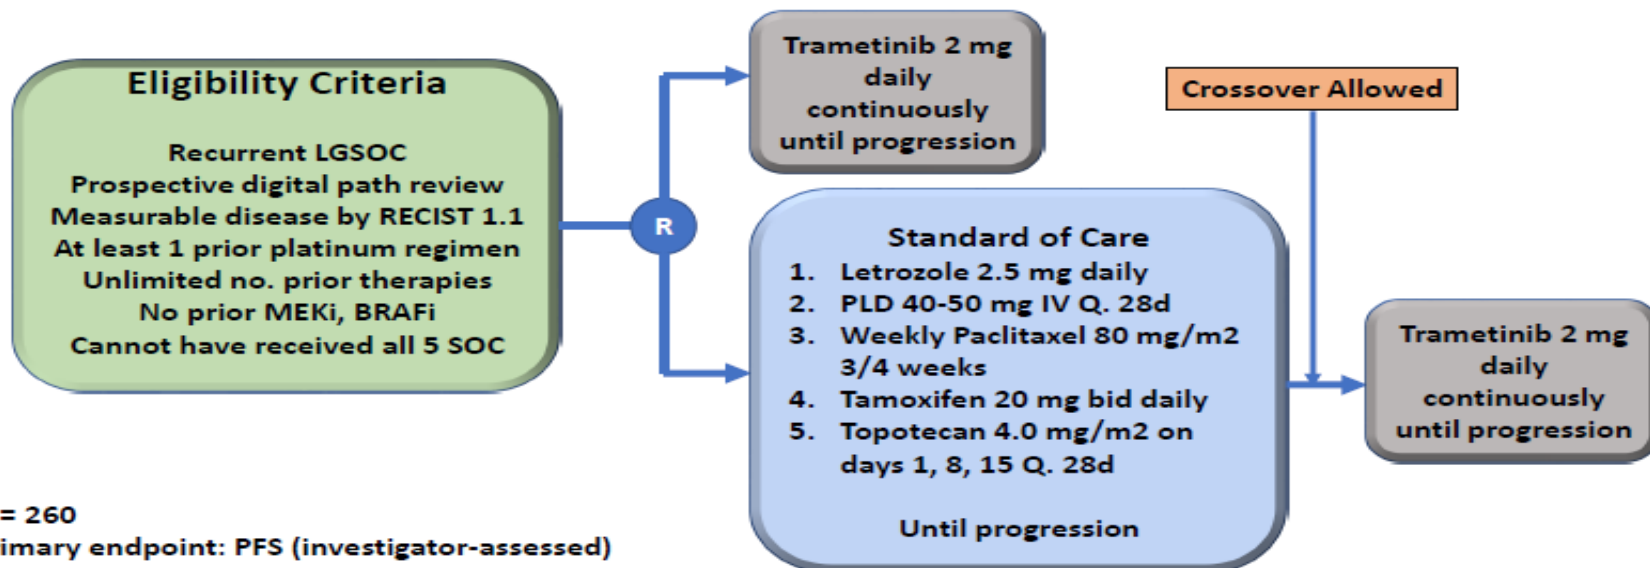 Eligibility Criteria
Recurrent LGSOC
Prospective digital path review
Measurable disease by RECIST 1.1
At least 1 prior platinum regimen
Unlimited no. prior therapies
No prior MEKi, BRAFi
Cannot have received all 5 SOC
R
Trametinib 2 mg
daily
continuously
until progression
Standard of Care
1. Letrozole 2.5 mg daily
2. PLD 40-50 mg IV Q. 28d
3. Weekly Paclitaxel 80 mg/m2
3/4 weeks
4. Tamoxifen 20 mg bid daily
5. Topotecan 4.0 mg/m2 on
days 1, 8, 15 Q. 28d
Until progression
Crossover Allowed
Trametinib 2 mg
daily
continuously
until progression
= 260
imary endpoint: PFS (investigator-assessed)